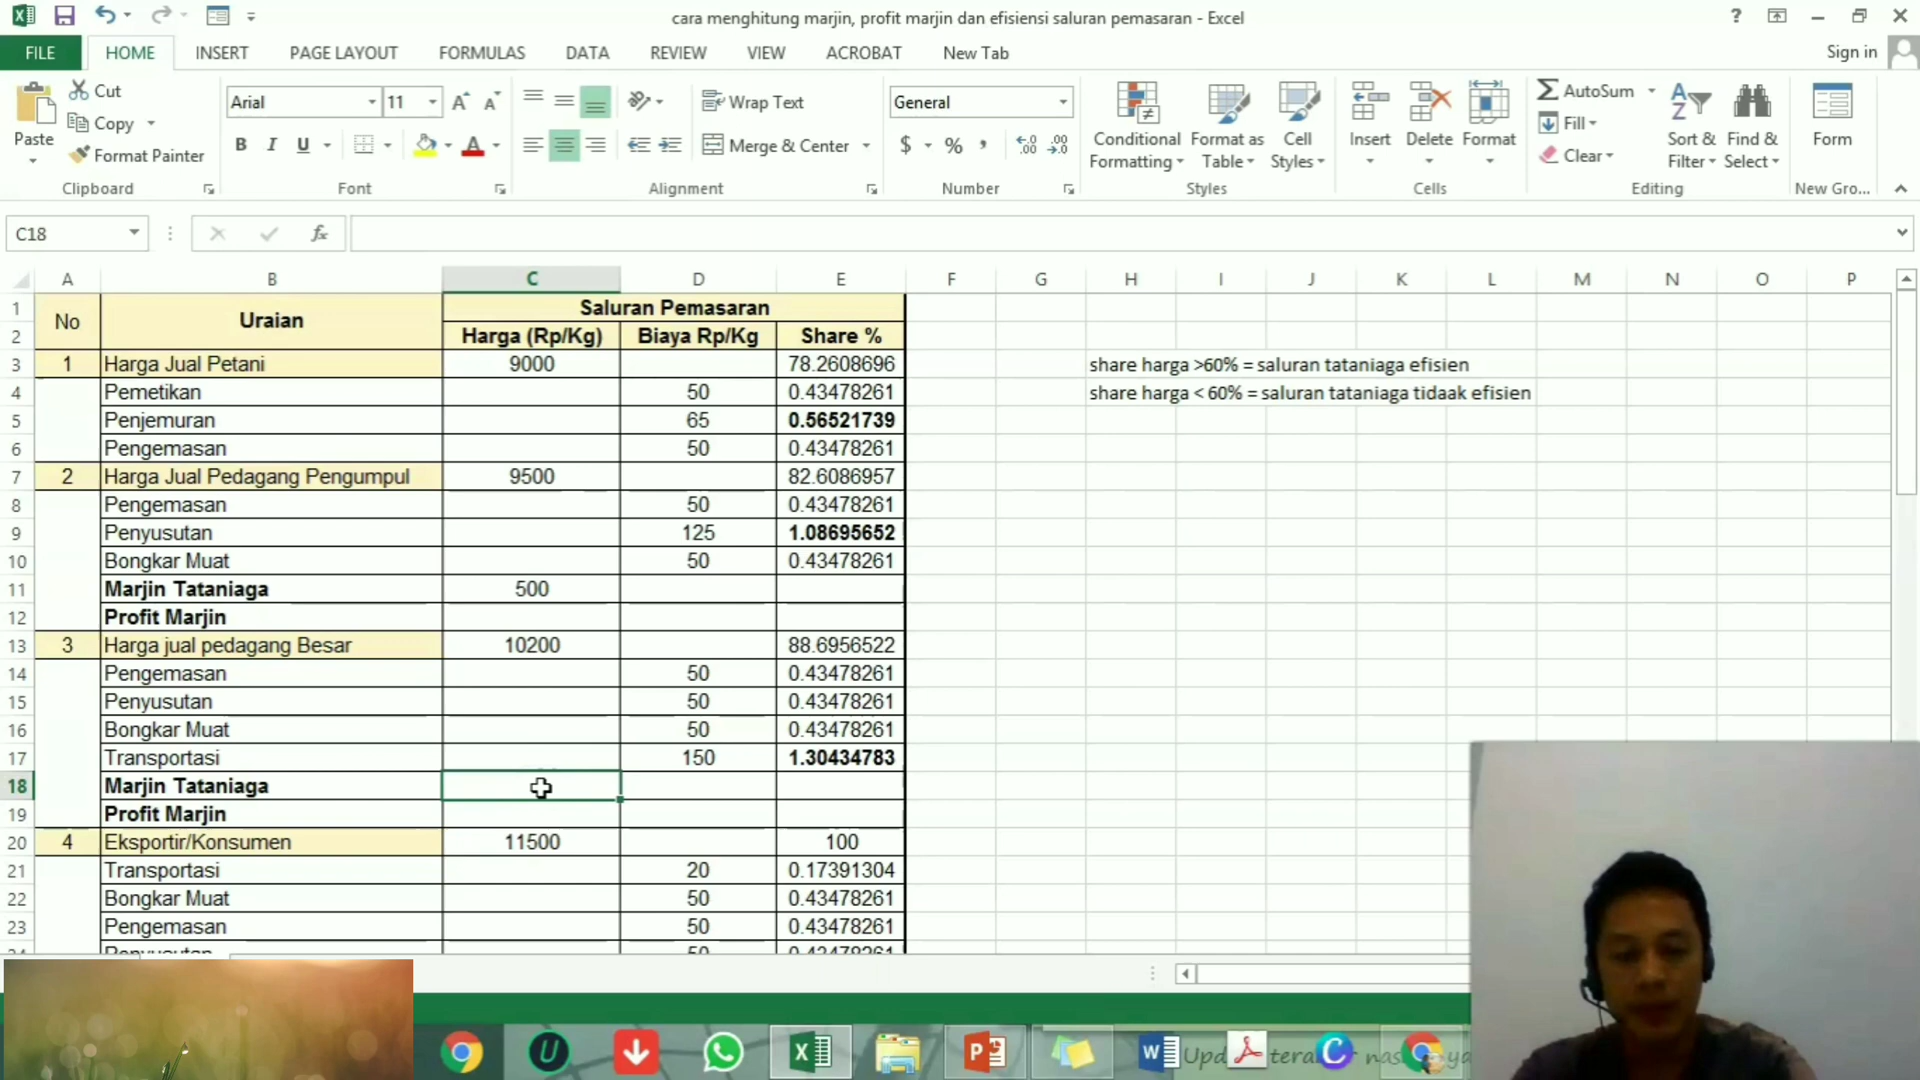 cara menghitung marjin, profit marjin dan efisiensi saluran pemasaran - Excel
FILE HOME INSERT PAGE LAYOUT FORMULAS DATA REVIEW VIEW ACROBAT New Tab Sign in
Paste Cut Copy Format Painter
Arial 11 B I U
Wrap Text Merge & Center
General $ %
Conditional Formatting Format as Table Cell Styles
Insert Delete Format
AutoSum Fill Clear Sort & Filter Find & Select
Form
Clipboard Font Alignment Number Styles Cells Editing New Gro...
C18 fx
A B C D E F G H I J K L M N O P
1 No Uraian Saluran Pemasaran
2 Harga (Rp/Kg) Biaya Rp/Kg Share %
3 1 Harga Jual Petani 9000 78.2608696 share harga >60% = saluran tataniaga efisien
4 Pemetikan 50 0.43478261 share harga < 60% = saluran tataniaga tidaak efisien
5 Penjemuran 65 0.56521739
6 Pengemasan 50 0.43478261
7 2 Harga Jual Pedagang Pengumpul 9500 82.6086957
8 Pengemasan 50 0.43478261
9 Penyusutan 125 1.08695652
10 Bongkar Muat 50 0.43478261
11 Marjin Tataniaga 500
12 Profit Marjin
13 3 Harga jual pedagang Besar 10200 88.6956522
14 Pengemasan 50 0.43478261
15 Penyusutan 50 0.43478261
16 Bongkar Muat 50 0.43478261
17 Transportasi 150 1.30434783
18 Marjin Tataniaga
19 Profit Marjin
20 4 Eksportir/Konsumen 11500 100
21 Transportasi 20 0.17391304
22 Bongkar Muat 50 0.43478261
23 Pengemasan 50 0.43478261
24 Penyusutan 50 0.43478261